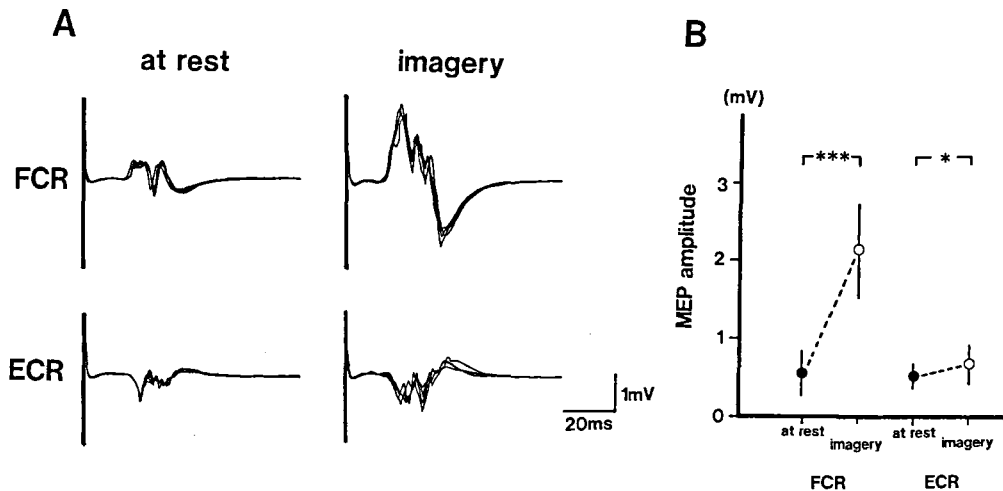 A
at rest imagery
FCR
ECR
1mV
20ms
B
(mV)
*** *
3
2
1
0
MEP amplitude
at rest imagery at rest imagery
FCR ECR